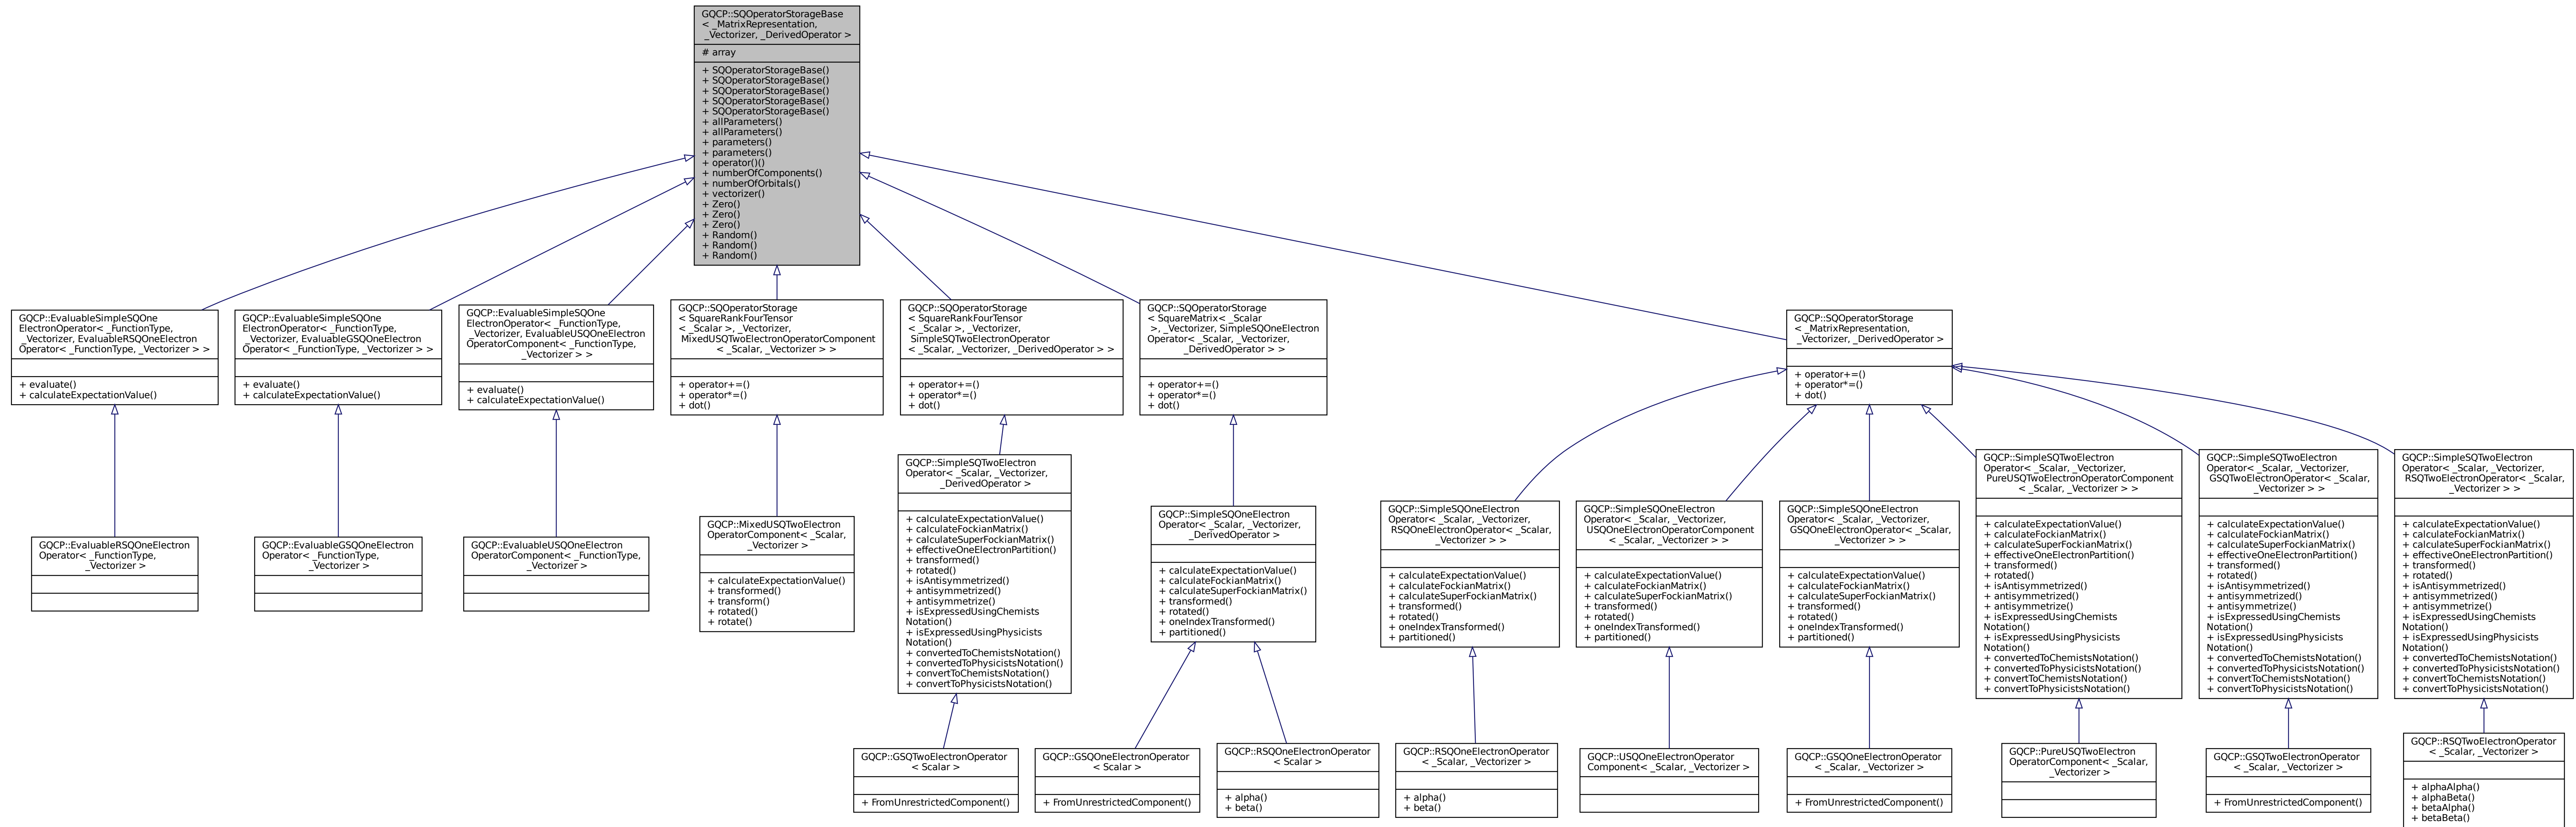 GQCP::SQOperatorStorageBase
< _MatrixRepresentation,
_Vectorizer, _DerivedOperator >
# array
+ SQOperatorStorageBase()
+ SQOperatorStorageBase()
+ SQOperatorStorageBase()
+ SQOperatorStorageBase()
+ SQOperatorStorageBase()
+ allParameters()
+ allParameters()
+ parameters()
+ parameters()
+ operator()()
+ numberOfComponents()
+ numberOfOrbitals()
+ vectorizer()
+ Zero()
+ Zero()
+ Zero()
+ Random()
+ Random()
+ Random()
GQCP::EvaluableSimpleSQOne
ElectronOperator< _FunctionType,
_Vectorizer, EvaluableRSQOneElectron
Operator< _FunctionType, _Vectorizer > >
+ evaluate()
+ calculateExpectationValue()
GQCP::EvaluableSimpleSQOne
ElectronOperator< _FunctionType,
_Vectorizer, EvaluableGSQOneElectron
Operator< _FunctionType, _Vectorizer > >
+ evaluate()
+ calculateExpectationValue()
GQCP::EvaluableSimpleSQOne
ElectronOperator< _FunctionType,
_Vectorizer, EvaluableUSQOneElectron
OperatorComponent< _FunctionType,
_Vectorizer > >
+ evaluate()
+ calculateExpectationValue()
GQCP::SQOperatorStorage
< SquareRankFourTensor
< _Scalar >, _Vectorizer,
MixedUSQTwoElectronOperatorComponent
< _Scalar, _Vectorizer > >
+ operator+=()
+ operator*=()
+ dot()
GQCP::SQOperatorStorage
< SquareRankFourTensor
< _Scalar >, _Vectorizer,
SimpleSQTwoElectronOperator
< _Scalar, _Vectorizer, _DerivedOperator > >
+ operator+=()
+ operator*=()
+ dot()
GQCP::SQOperatorStorage
< SquareMatrix< _Scalar
>, _Vectorizer, SimpleSQOneElectron
Operator< _Scalar, _Vectorizer,
_DerivedOperator > >
+ operator+=()
+ operator*=()
+ dot()
GQCP::SQOperatorStorage
< _MatrixRepresentation,
_Vectorizer, _DerivedOperator >
+ operator+=()
+ operator*=()
+ dot()
GQCP::EvaluableRSQOneElectron
Operator< _FunctionType,
_Vectorizer >
GQCP::EvaluableGSQOneElectron
Operator< _FunctionType,
_Vectorizer >
GQCP::EvaluableUSQOneElectron
OperatorComponent< _FunctionType,
_Vectorizer >
GQCP::MixedUSQTwoElectron
OperatorComponent< _Scalar,
_Vectorizer >
+ calculateExpectationValue()
+ transformed()
+ transform()
+ rotated()
+ rotate()
GQCP::SimpleSQTwoElectron
Operator< _Scalar, _Vectorizer,
_DerivedOperator >
+ calculateExpectationValue()
+ calculateFockianMatrix()
+ calculateSuperFockianMatrix()
+ effectiveOneElectronPartition()
+ transformed()
+ rotated()
+ isAntisymmetrized()
+ antisymmetrized()
+ antisymmetrize()
+ isExpressedUsingChemists
Notation()
+ isExpressedUsingPhysicists
Notation()
+ convertedToChemistsNotation()
+ convertedToPhysicistsNotation()
+ convertToChemistsNotation()
+ convertToPhysicistsNotation()
GQCP::SimpleSQOneElectron
Operator< _Scalar, _Vectorizer,
_DerivedOperator >
+ calculateExpectationValue()
+ calculateFockianMatrix()
+ calculateSuperFockianMatrix()
+ transformed()
+ rotated()
+ oneIndexTransformed()
+ partitioned()
GQCP::SimpleSQOneElectron
Operator< _Scalar, _Vectorizer,
RSQOneElectronOperator< _Scalar,
_Vectorizer > >
+ calculateExpectationValue()
+ calculateFockianMatrix()
+ calculateSuperFockianMatrix()
+ transformed()
+ rotated()
+ oneIndexTransformed()
+ partitioned()
GQCP::SimpleSQOneElectron
Operator< _Scalar, _Vectorizer,
USQOneElectronOperatorComponent
< _Scalar, _Vectorizer > >
+ calculateExpectationValue()
+ calculateFockianMatrix()
+ calculateSuperFockianMatrix()
+ transformed()
+ rotated()
+ oneIndexTransformed()
+ partitioned()
GQCP::SimpleSQOneElectron
Operator< _Scalar, _Vectorizer,
GSQOneElectronOperator< _Scalar,
_Vectorizer > >
+ calculateExpectationValue()
+ calculateFockianMatrix()
+ calculateSuperFockianMatrix()
+ transformed()
+ rotated()
+ oneIndexTransformed()
+ partitioned()
GQCP::SimpleSQTwoElectron
Operator< _Scalar, _Vectorizer,
PureUSQTwoElectronOperatorComponent
< _Scalar, _Vectorizer > >
+ calculateExpectationValue()
+ calculateFockianMatrix()
+ calculateSuperFockianMatrix()
+ effectiveOneElectronPartition()
+ transformed()
+ rotated()
+ isAntisymmetrized()
+ antisymmetrized()
+ antisymmetrize()
+ isExpressedUsingChemists
Notation()
+ isExpressedUsingPhysicists
Notation()
+ convertedToChemistsNotation()
+ convertedToPhysicistsNotation()
+ convertToChemistsNotation()
+ convertToPhysicistsNotation()
GQCP::SimpleSQTwoElectron
Operator< _Scalar, _Vectorizer,
GSQTwoElectronOperator< _Scalar,
_Vectorizer > >
+ calculateExpectationValue()
+ calculateFockianMatrix()
+ calculateSuperFockianMatrix()
+ effectiveOneElectronPartition()
+ transformed()
+ rotated()
+ isAntisymmetrized()
+ antisymmetrized()
+ antisymmetrize()
+ isExpressedUsingChemists
Notation()
+ isExpressedUsingPhysicists
Notation()
+ convertedToChemistsNotation()
+ convertedToPhysicistsNotation()
+ convertToChemistsNotation()
+ convertToPhysicistsNotation()
GQCP::SimpleSQTwoElectron
Operator< _Scalar, _Vectorizer,
RSQTwoElectronOperator< _Scalar,
_Vectorizer > >
+ calculateExpectationValue()
+ calculateFockianMatrix()
+ calculateSuperFockianMatrix()
+ effectiveOneElectronPartition()
+ transformed()
+ rotated()
+ isAntisymmetrized()
+ antisymmetrized()
+ antisymmetrize()
+ isExpressedUsingChemists
Notation()
+ isExpressedUsingPhysicists
Notation()
+ convertedToChemistsNotation()
+ convertedToPhysicistsNotation()
+ convertToChemistsNotation()
+ convertToPhysicistsNotation()
GQCP::GSQTwoElectronOperator
< Scalar >
+ FromUnrestrictedComponent()
GQCP::GSQOneElectronOperator
< Scalar >
+ FromUnrestrictedComponent()
GQCP::RSQOneElectronOperator
< Scalar >
+ alpha()
+ beta()
GQCP::RSQOneElectronOperator
< _Scalar, _Vectorizer >
+ alpha()
+ beta()
GQCP::USQOneElectronOperator
Component< _Scalar, _Vectorizer >
GQCP::GSQOneElectronOperator
< _Scalar, _Vectorizer >
+ FromUnrestrictedComponent()
GQCP::PureUSQTwoElectron
OperatorComponent< _Scalar,
_Vectorizer >
GQCP::GSQTwoElectronOperator
< _Scalar, _Vectorizer >
+ FromUnrestrictedComponent()
GQCP::RSQTwoElectronOperator
< _Scalar, _Vectorizer >
+ alphaAlpha()
+ alphaBeta()
+ betaAlpha()
+ betaBeta()